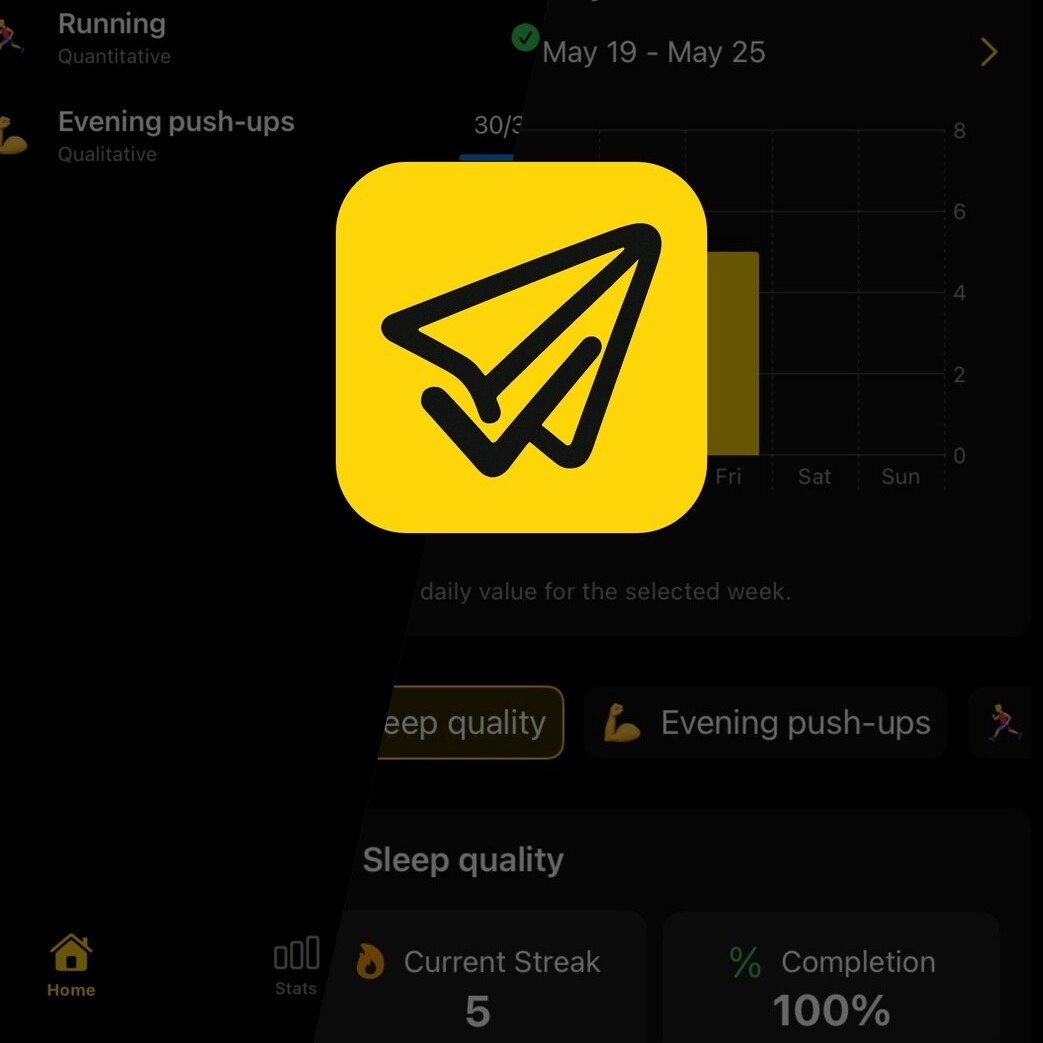 Running
Quantitative
Evening push-ups
Qualitative
30/3
May 19 - May 25
8
6
4
2
0
Fri
Sat
Sun
daily value for the selected week.
eep quality
Evening push-ups
Sleep quality
Current Streak
5
% Completion
100%
Home
Stats